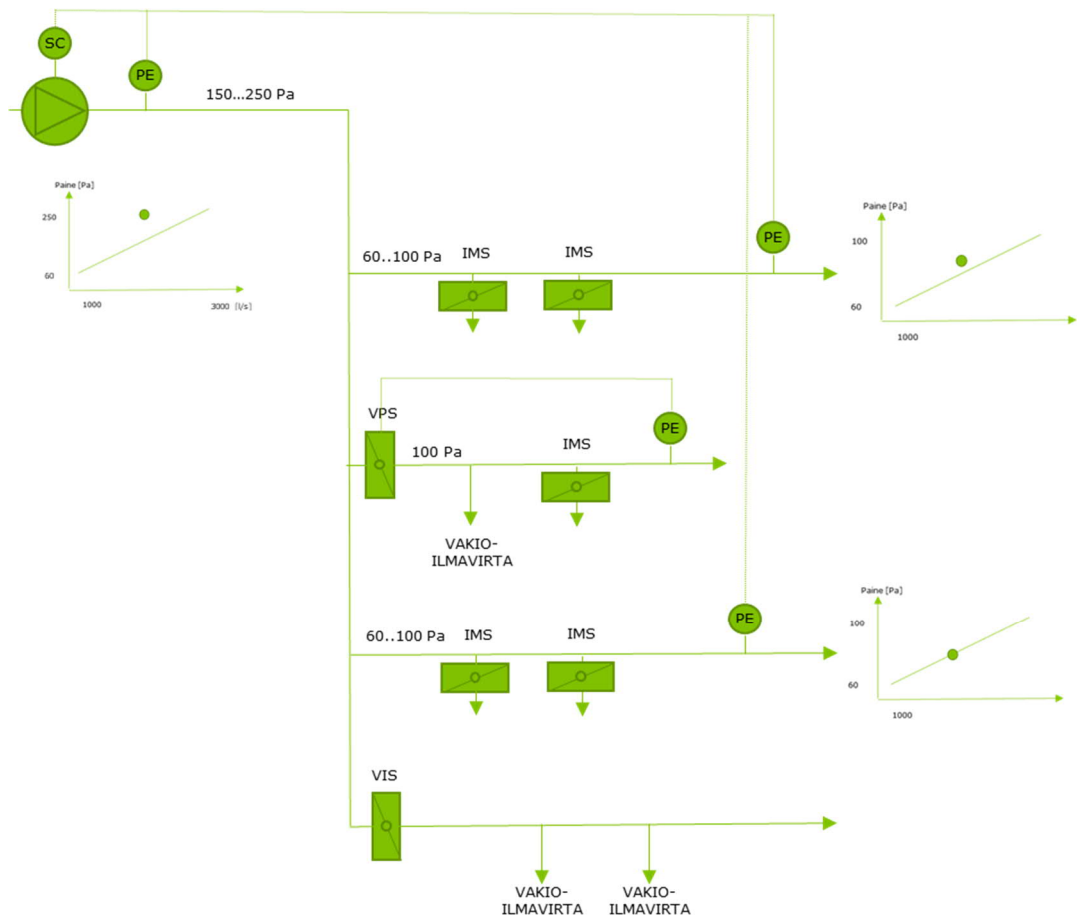 SC
PE
150...250 Pa
Paine [Pa]
250
60
1000
3000 [l/s]
60..100 Pa
IMS
IMS
PE
Paine [Pa]
100
60
1000
VPS
100 Pa
IMS
PE
VAKIO-
ILMAVIRTA
60..100 Pa
IMS
IMS
PE
Paine [Pa]
100
60
1000
VIS
VAKIO-
ILMAVIRTA
VAKIO-
ILMAVIRTA